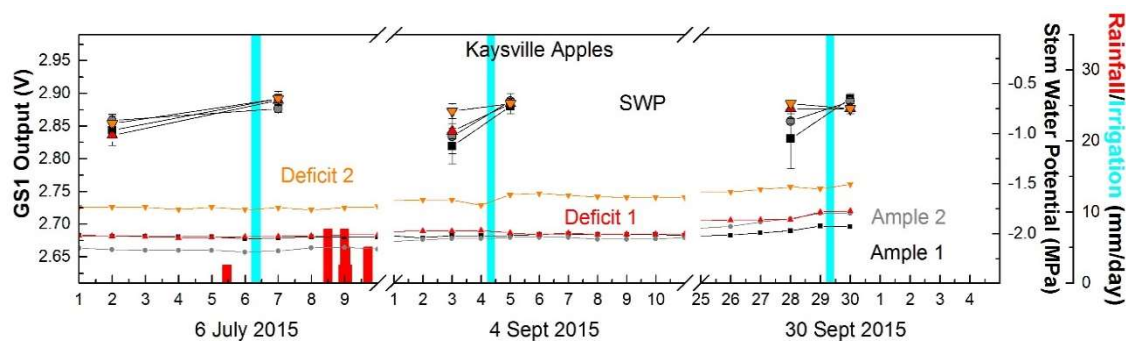 Kaysville Apples
GS1 Output (V)
2.95
2.90
2.85
2.80
2.75
2.70
2.65
SWP
Deficit 2
Deficit 1
Ample 2
Ample 1
-0.5
-1.0
-1.5
-2.0
Stem Water Potential (MPa)
30
20
10
0
Rainfall/Irrigation (mm/day)
1 2 3 4 5 6 7 8 9 1 2 3 4 5 6 7 8 9 10 25 26 27 28 29 30 1 2 3 4
6 July 2015 4 Sept 2015 30 Sept 2015